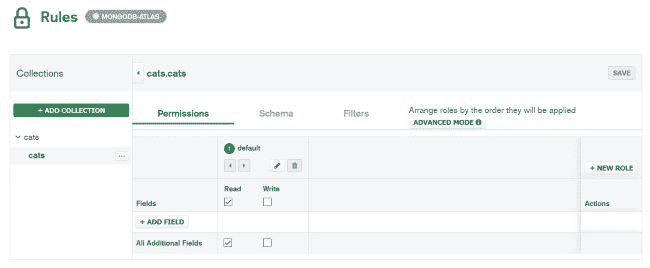 Rules
MONGODB-ATLAS
Collections
cats.cats
SAVE
+ ADD COLLECTION
Permissions
Schema
Filters
Arrange roles by the order they will be applied
ADVANCED MODE
cats
cats
...
1 default
+ NEW ROLE
Read
Write
Fields
Actions
+ ADD FIELD
All Additional Fields